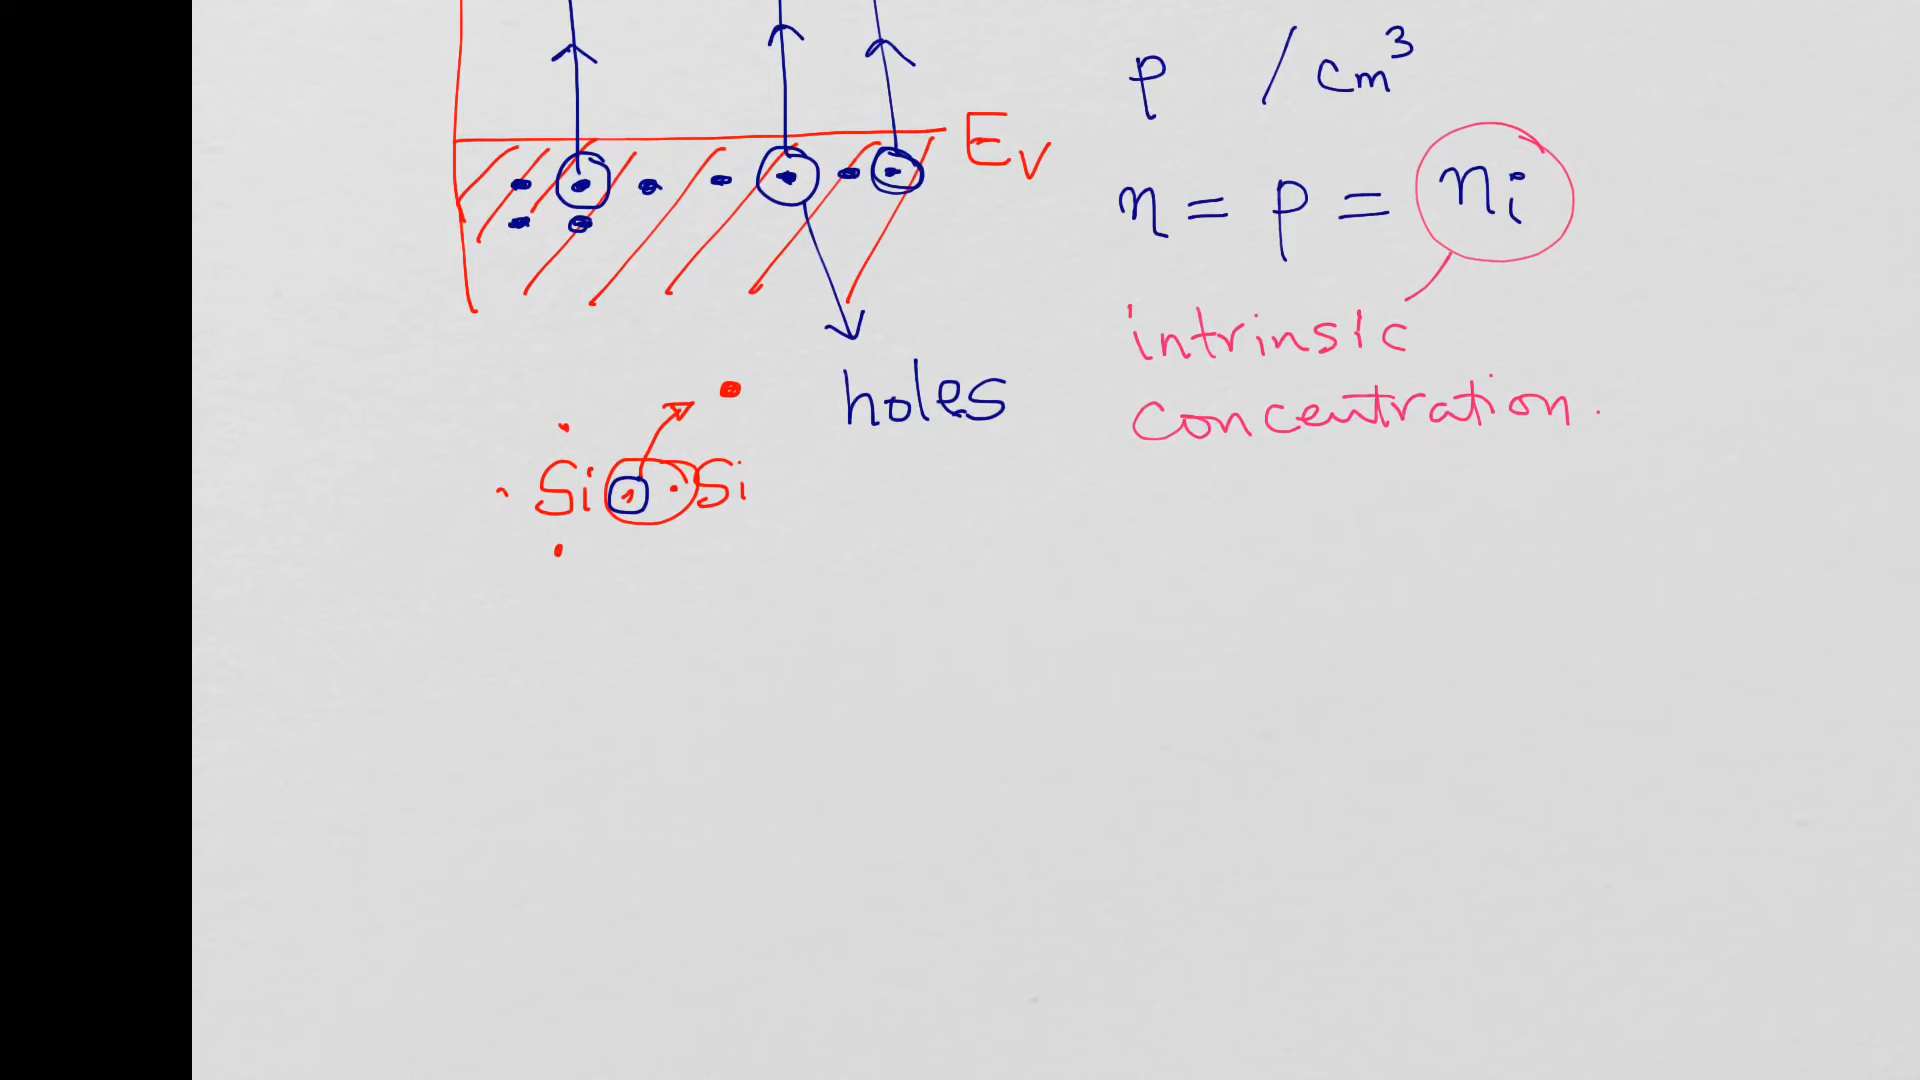 p /cm³
Eᵥ
n = p = nᵢ
intrinsic
concentration.
holes
Si Si